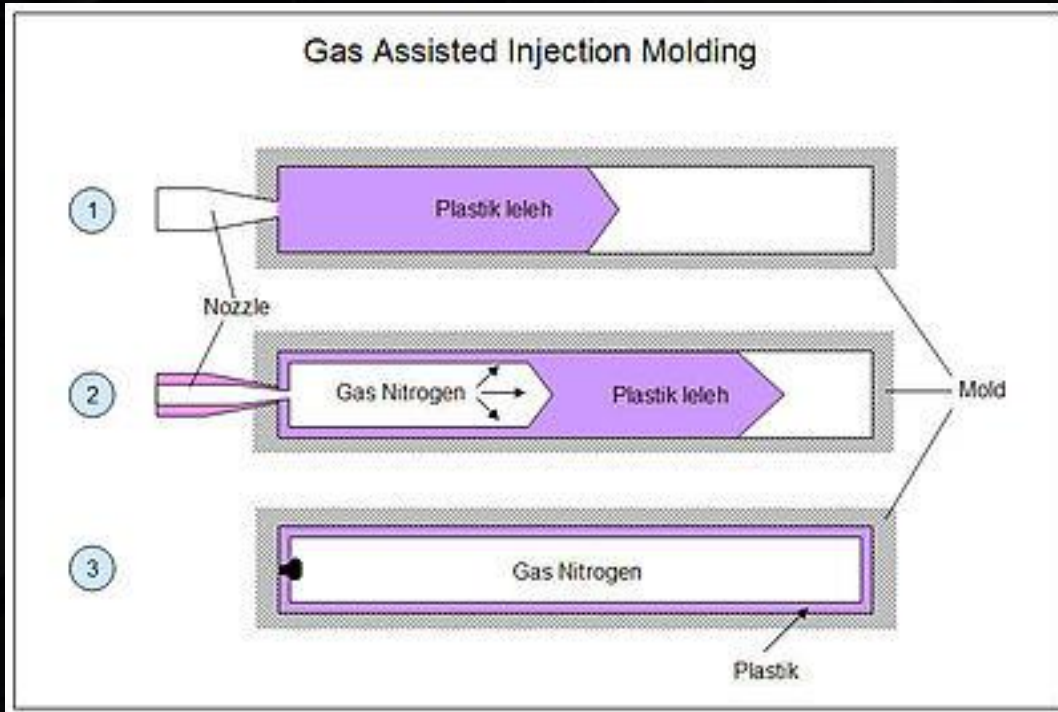 Gas Assisted Injection Molding
1
Plastik leleh
Nozzle
2
Gas Nitrogen
Plastik leleh
Mold
3
Gas Nitrogen
Plastik